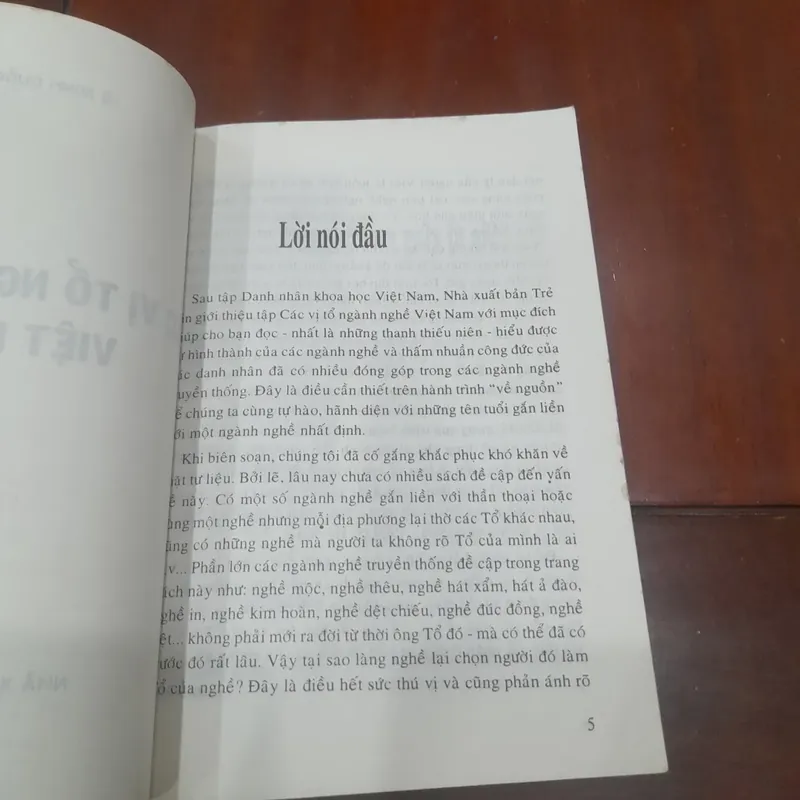 Lời nói đầu
Sau tập Danh nhân khoa học Việt Nam, Nhà xuất bản Trẻ
in giới thiệu tập Các vị tổ ngành nghề Việt Nam với mục đích
iúp cho bạn đọc - nhất là những thanh thiếu niên - hiểu được
ự hình thành của các ngành nghề và thấm nhuần công đức của
ác danh nhân đã có nhiều đóng góp trong các ngành nghề
uyền thống. Đây là điều cần thiết trên hành trình “về nguồn”
ể chúng ta cùng tự hào, hãnh diện với những tên tuổi gắn liền
ới một ngành nghề nhất định.
Khi biên soạn, chúng tôi đã cố gắng khắc phục khó khăn về
ặt tư liệu. Bởi lẽ, lâu nay chưa có nhiều sách đề cập đến vấn
ề này. Có một số ngành nghề gắn liền với thần thoại hoặc
ùng một nghề nhưng mỗi địa phương lại thờ các Tổ khác nhau,
ũng có những nghề mà người ta không rõ Tổ của mình là ai
v... Phần lớn các ngành nghề truyền thống đề cập trong trang
ách này như: nghề mộc, nghề thêu, nghề hát xẩm, hát ả đào,
ghề in, nghề kim hoàn, nghề dệt chiếu, nghề đúc đồng, nghề
ệt... không phải mới ra đời từ thời ông Tổ đó - mà có thể đã có
ước đó rất lâu. Vậy tại sao làng nghề lại chọn người đó làm
ổ của nghề? Đây là điều hết sức thú vị và cũng phản ánh rõ
5